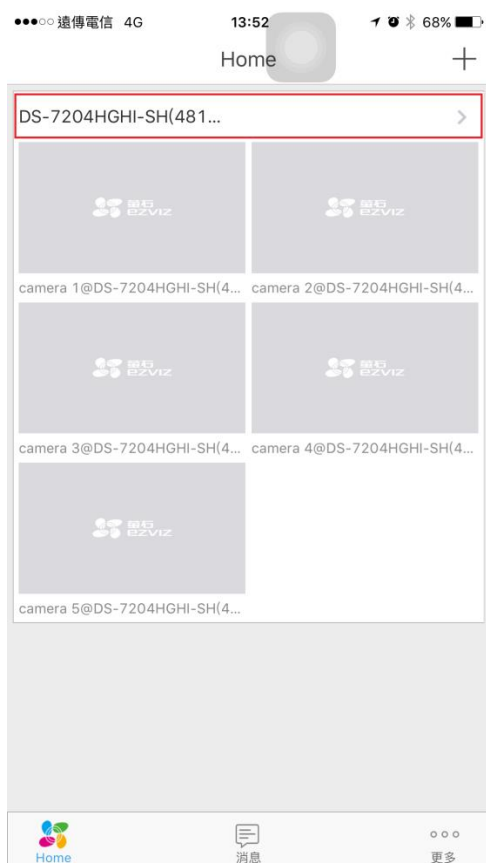 遠傳電信 4G 13:52 68%
Home +
DS-7204HGHI-SH(481...
萤石 ezviz 萤石 ezviz
camera 1@DS-7204HGHI-SH(4... camera 2@DS-7204HGHI-SH(4...
萤石 ezviz 萤石 ezviz
camera 3@DS-7204HGHI-SH(4... camera 4@DS-7204HGHI-SH(4...
萤石 ezviz
camera 5@DS-7204HGHI-SH(4...
Home 消息 更多